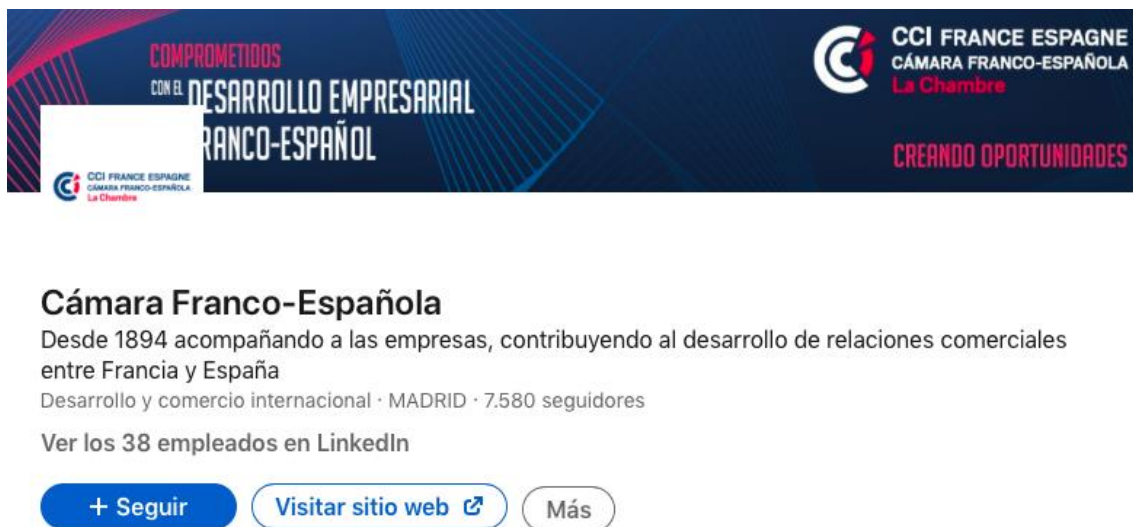 COMPROMETIDOS
CON EL DESARROLLO EMPRESARIAL
RANCO-ESPAÑOL
CCI FRANCE ESPAGNE
CÁMARA FRANCO-ESPAÑOLA
La Chambre
CREANDO OPORTUNIDADES
CCI FRANCE ESPAGNE
CÁMARA FRANCO-ESPAÑOLA
La Chambre
Cámara Franco-Española
Desde 1894 acompañando a las empresas, contribuyendo al desarrollo de relaciones comerciales
entre Francia y España
Desarrollo y comercio internacional · MADRID · 7.580 seguidores
Ver los 38 empleados en LinkedIn
+ Seguir
Visitar sitio web
Más